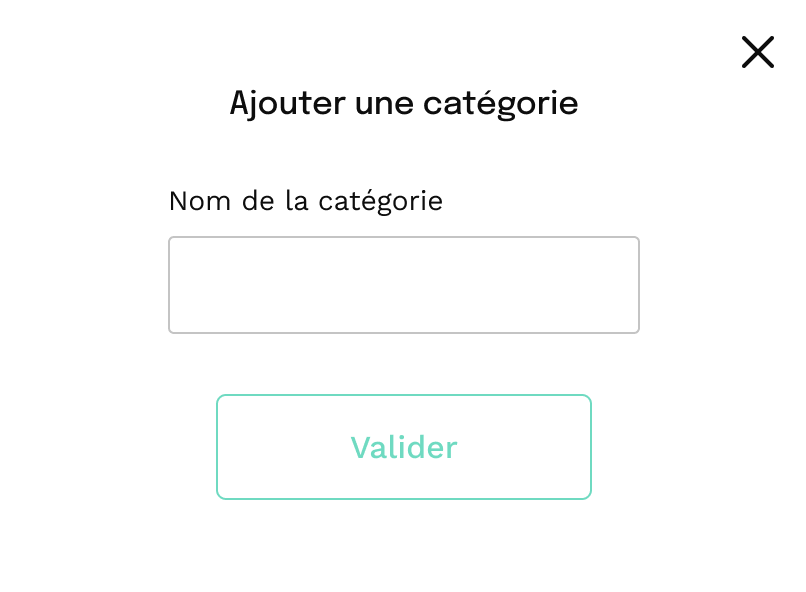 Ajouter une catégorie
Nom de la catégorie
Valider